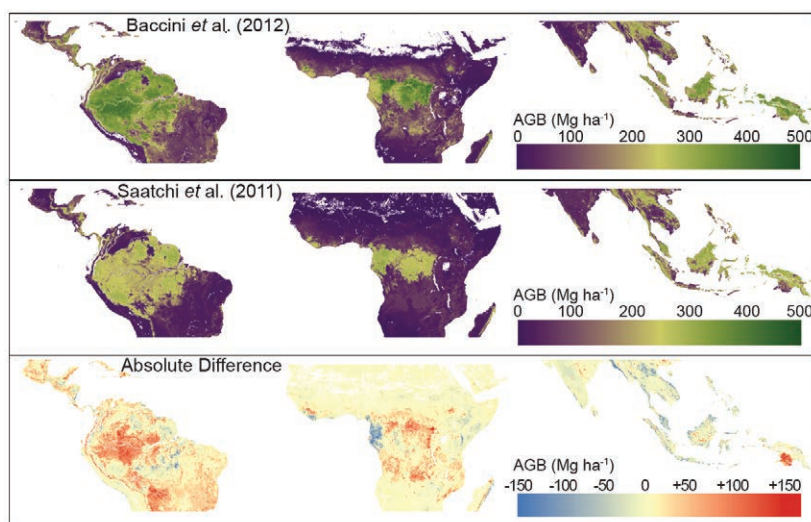 Baccini et al. (2012)
AGB (Mg ha⁻¹)
0 100 200 300 400 500
Saatchi et al. (2011)
AGB (Mg ha⁻¹)
0 100 200 300 400 500
Absolute Difference
AGB (Mg ha⁻¹)
-150 -100 -50 0 +50 +100 +150